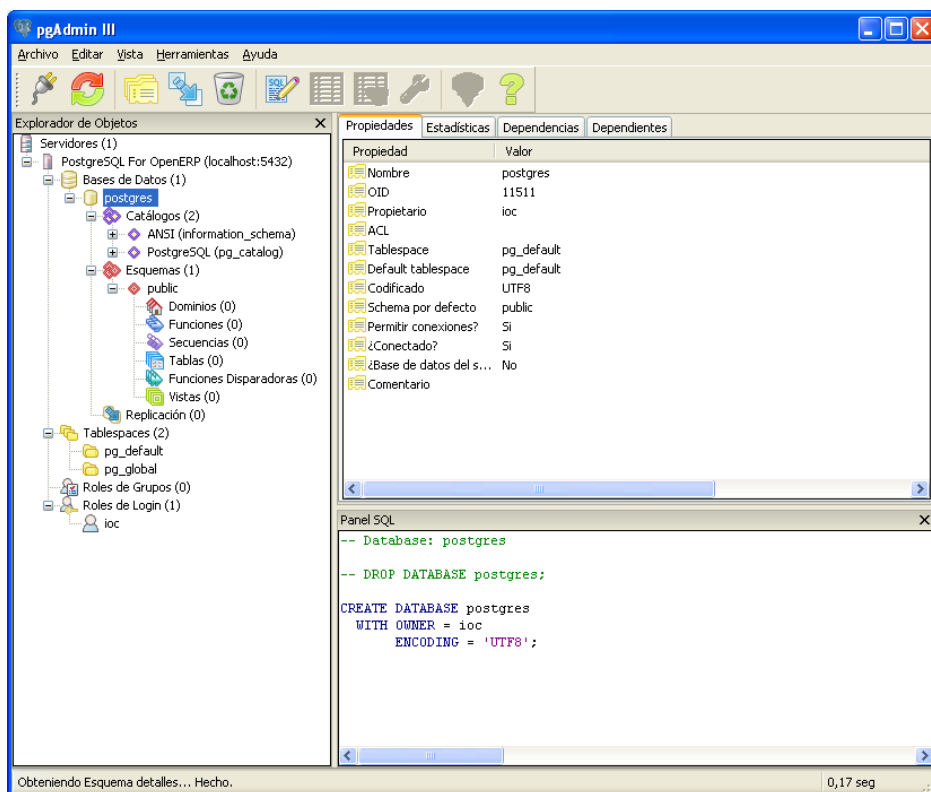 pgAdmin III
Archivo Editar Vista Herramientas Ayuda
SQL
Explorador de Objetos
Servidores (1)
PostgreSQL For OpenERP (localhost:5432)
Bases de Datos (1)
postgres
Catálogos (2)
ANSI (information_schema)
PostgreSQL (pg_catalog)
Esquemas (1)
public
Dominios (0)
Funciones (0)
Secuencias (0)
Tablas (0)
Funciones Disparadoras (0)
Vistas (0)
Replicación (0)
Tablespaces (2)
pg_default
pg_global
Roles de Grupos (0)
Roles de Login (1)
ioc
Propiedades Estadísticas Dependencias Dependientes
Propiedad Valor
Nombre postgres
OID 11511
Propietario ioc
ACL
Tablespace pg_default
Default tablespace pg_default
Codificado UTF8
Schema por defecto public
Permitir conexiones? Si
¿Conectado? Si
¿Base de datos del s... No
Comentario
Panel SQL
-- Database: postgres
-- DROP DATABASE postgres;
CREATE DATABASE postgres
WITH OWNER = ioc
ENCODING = 'UTF8';
Obteniendo Esquema detalles... Hecho. 0,17 seg